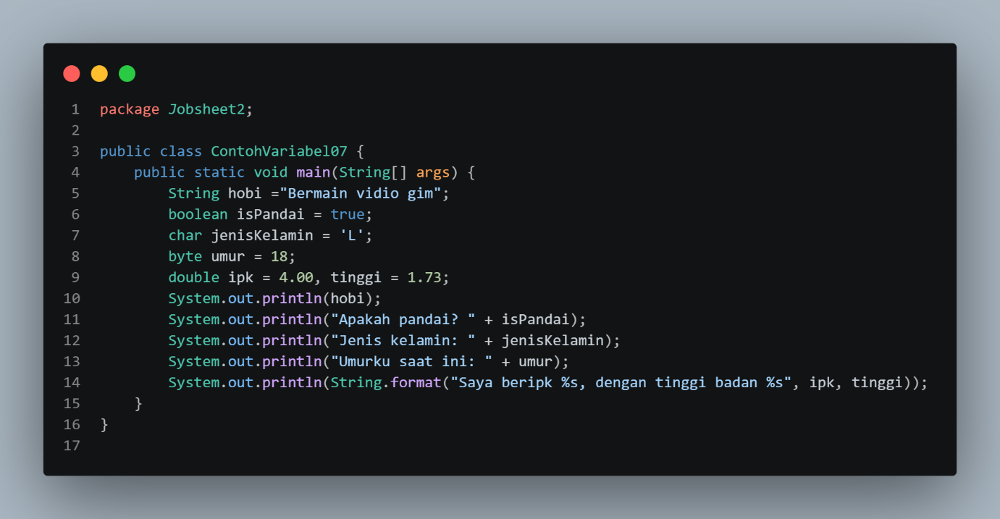 1 package Jobsheet2;
2
3 public class ContohVariabel07 {
4     public static void main(String[] args) {
5         String hobi ="Bermain vidio gim";
6         boolean isPandai = true;
7         char jenisKelamin = 'L';
8         byte umur = 18;
9         double ipk = 4.00, tinggi = 1.73;
10         System.out.println(hobi);
11         System.out.println("Apakah pandai? " + isPandai);
12         System.out.println("Jenis kelamin: " + jenisKelamin);
13         System.out.println("Umurku saat ini: " + umur);
14         System.out.println(String.format("Saya beripk %s, dengan tinggi badan %s", ipk, tinggi));
15     }
16 }
17